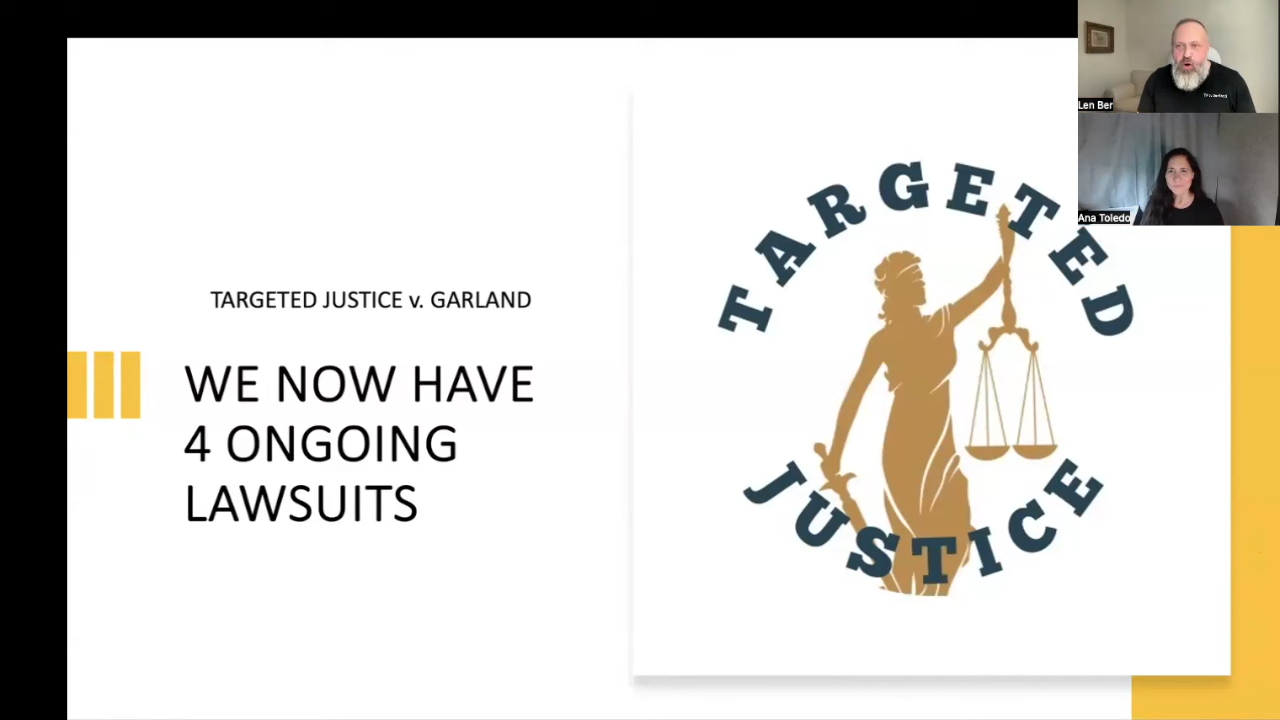 TARGETED JUSTICE v. GARLAND
WE NOW HAVE
4 ONGOING
LAWSUITS
TARGETED
JUSTICE
Len Ber
Ana Toledo